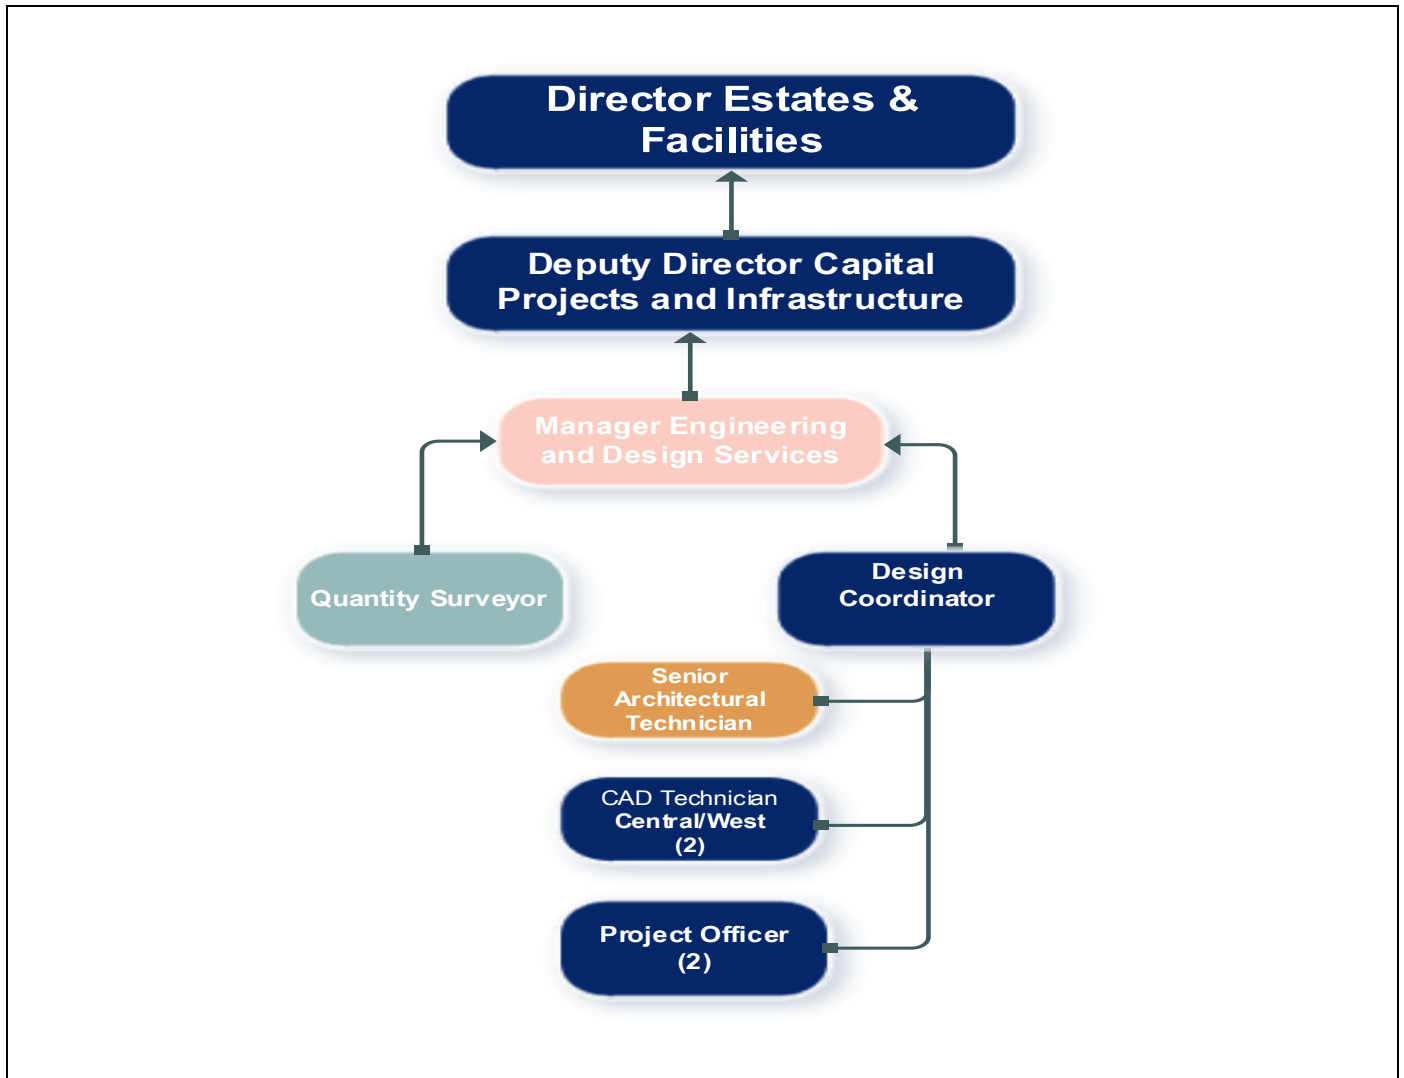 Director Estates &
Facilities
Deputy Director Capital
Projects and Infrastructure
Manager Engineering
and Design Services
Quantity Surveyor
Design
Coordinator
Senior
Architectural
Technician
CAD Technician
Central/West
(2)
Project Officer
(2)